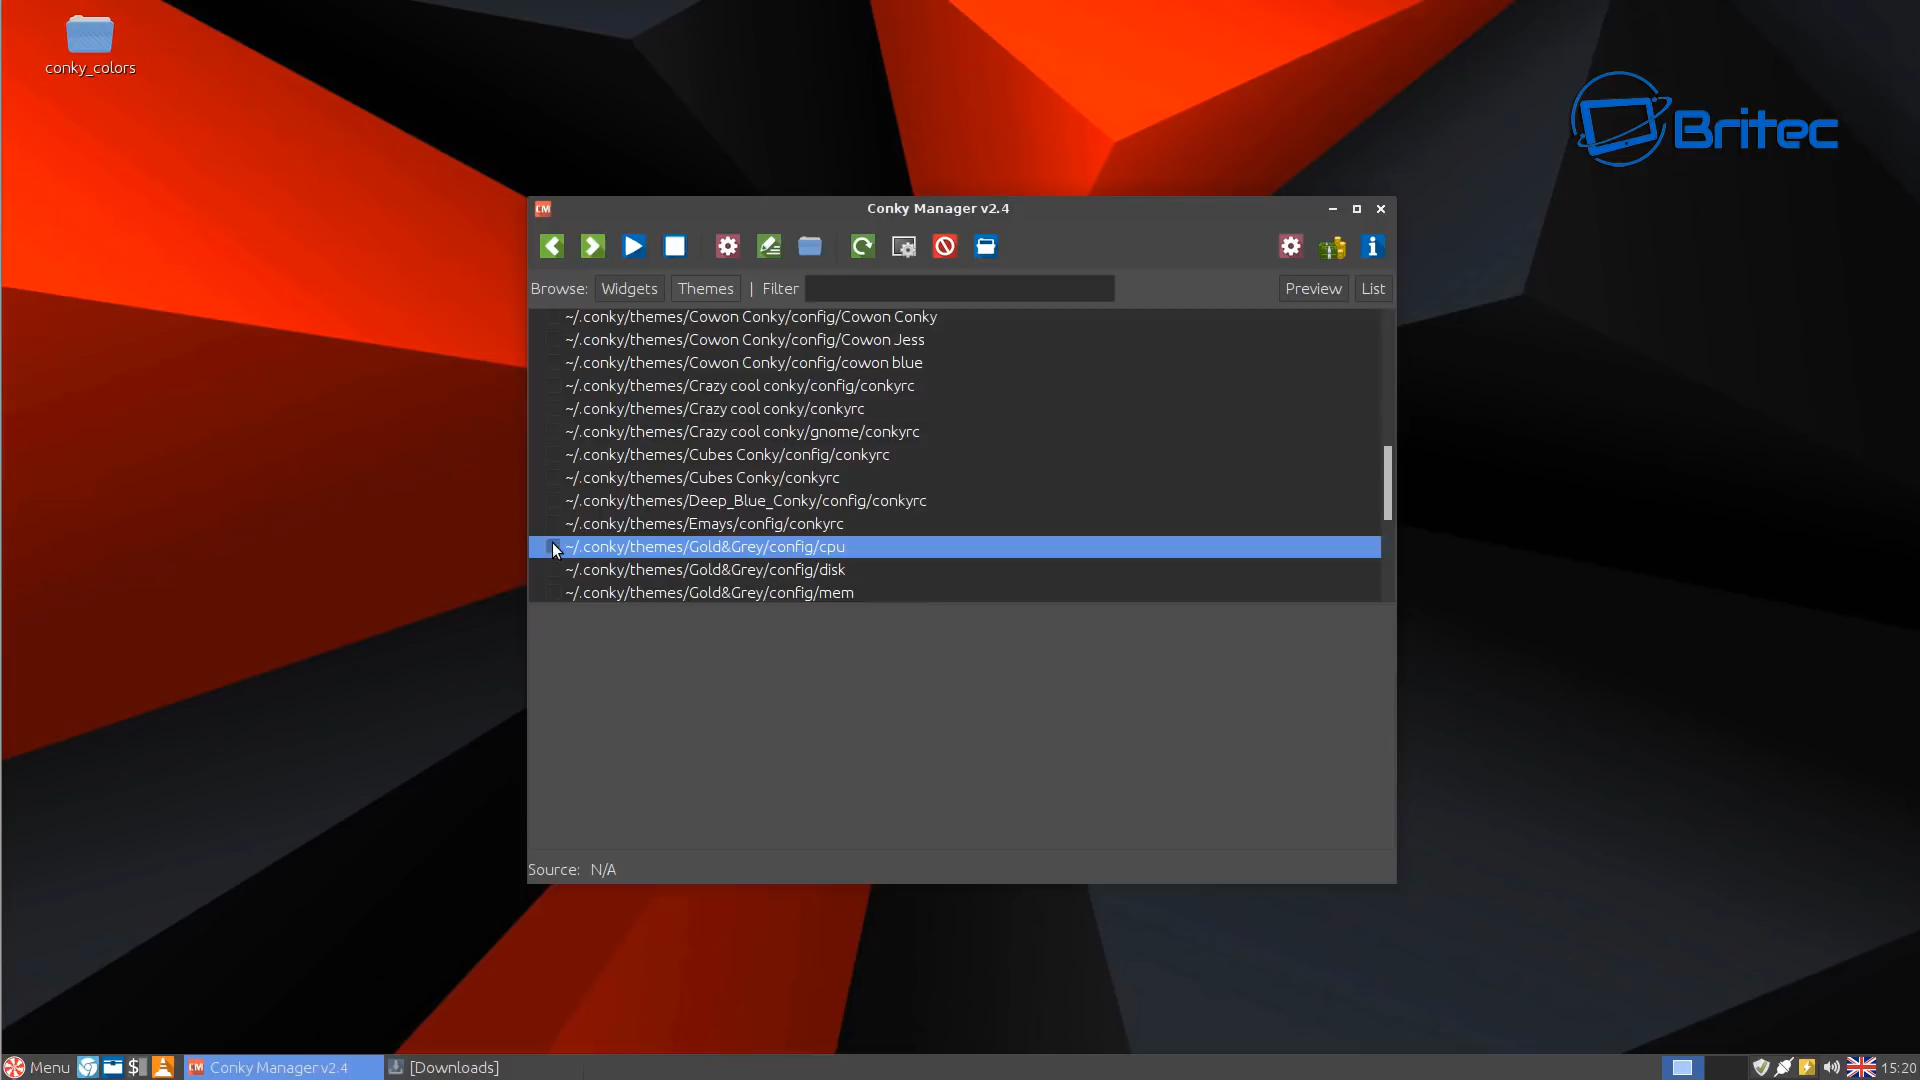 conky_colors
Britec
CM
Conky Manager v2.4
Browse: Widgets Themes | Filter Preview List
~/.conky/themes/Cowon Conky/config/Cowon Conky
~/.conky/themes/Cowon Conky/config/Cowon Jess
~/.conky/themes/Cowon Conky/config/cowon blue
~/.conky/themes/Crazy cool conky/config/conkyrc
~/.conky/themes/Crazy cool conky/conkyrc
~/.conky/themes/Crazy cool conky/gnome/conkyrc
~/.conky/themes/Cubes Conky/config/conkyrc
~/.conky/themes/Cubes Conky/conkyrc
~/.conky/themes/Deep_Blue_Conky/config/conkyrc
~/.conky/themes/Emays/config/conkyrc
~/.conky/themes/Gold&Grey/config/cpu
~/.conky/themes/Gold&Grey/config/disk
~/.conky/themes/Gold&Grey/config/mem
Source: N/A
Menu $ CM Conky Manager v2.4 [Downloads] 15:20